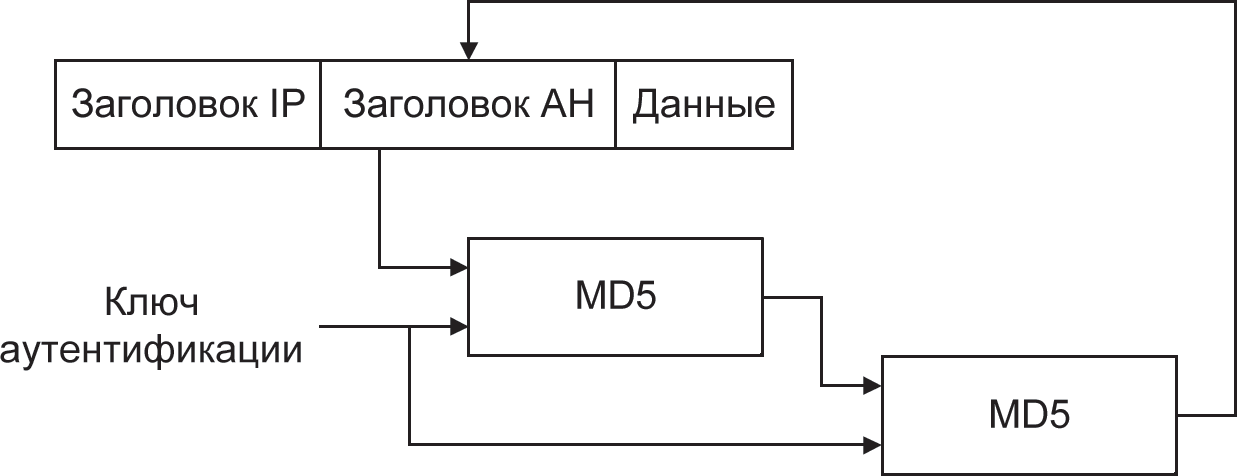 Заголовок IP
Заголовок AH
Данные
Ключ
аутентификации
MD5
MD5